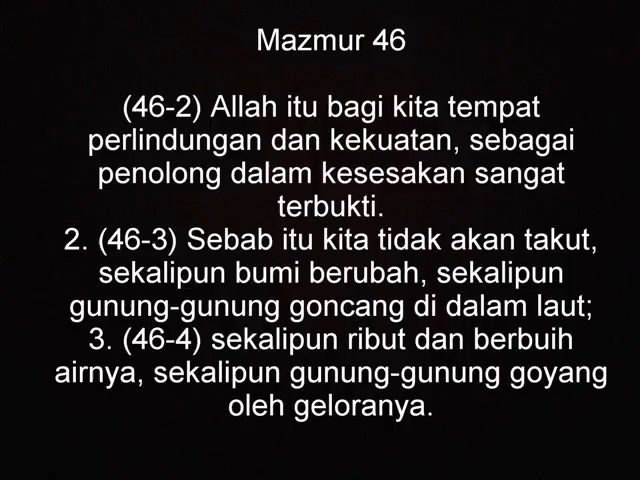 Mazmur 46
(46-2) Allah itu bagi kita tempat
perlindungan dan kekuatan, sebagai
penolong dalam kesesakan sangat
terbukti.
2. (46-3) Sebab itu kita tidak akan takut,
sekalipun bumi berubah, sekalipun
gunung-gunung goncang di dalam laut;
3. (46-4) sekalipun ribut dan berbuih
airnya, sekalipun gunung-gunung goyang
oleh geloranya.